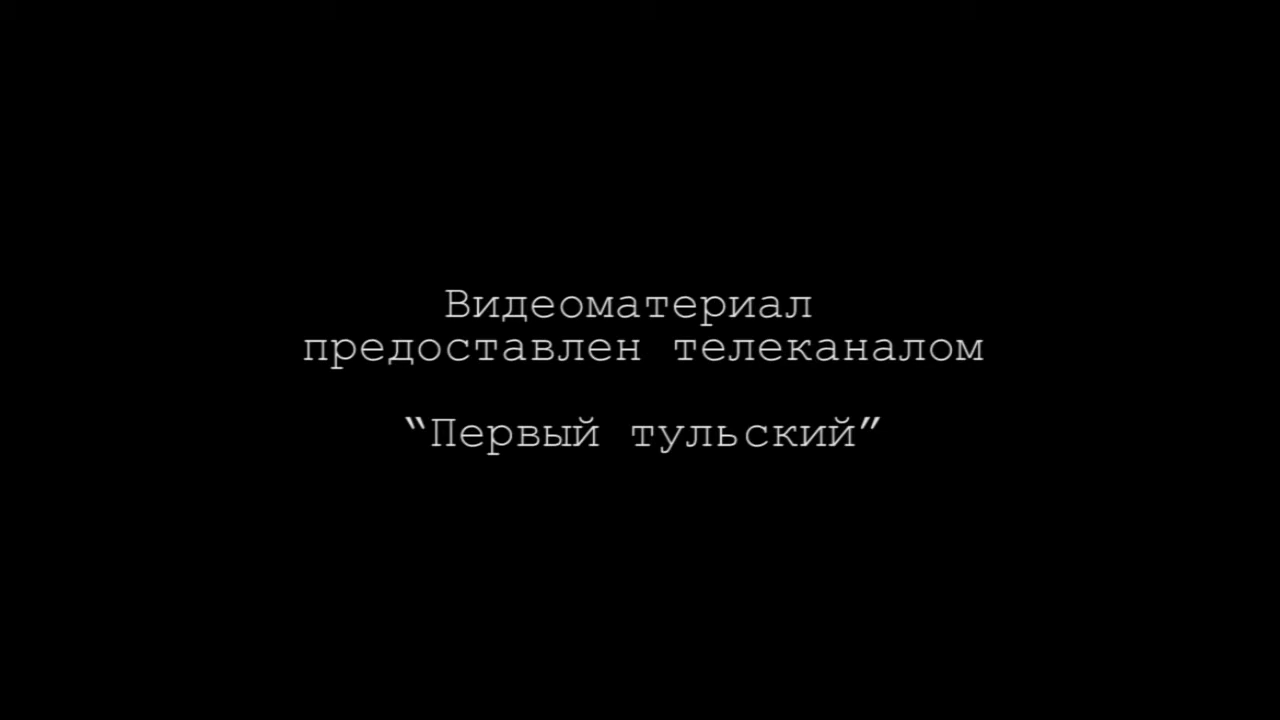 Видеоматериал
предоставлен телеканалом
“Первый тульский”